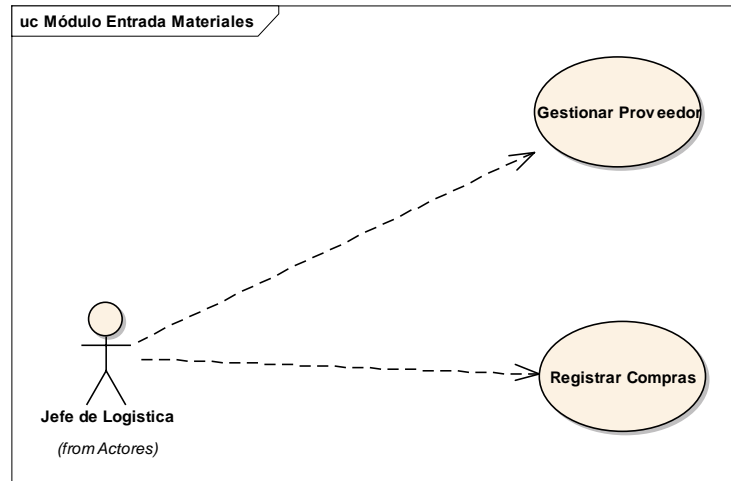 uc Módulo Entrada Materiales
Gestionar Proveedor
Registrar Compras
Jefe de Logistica
(from Actores)